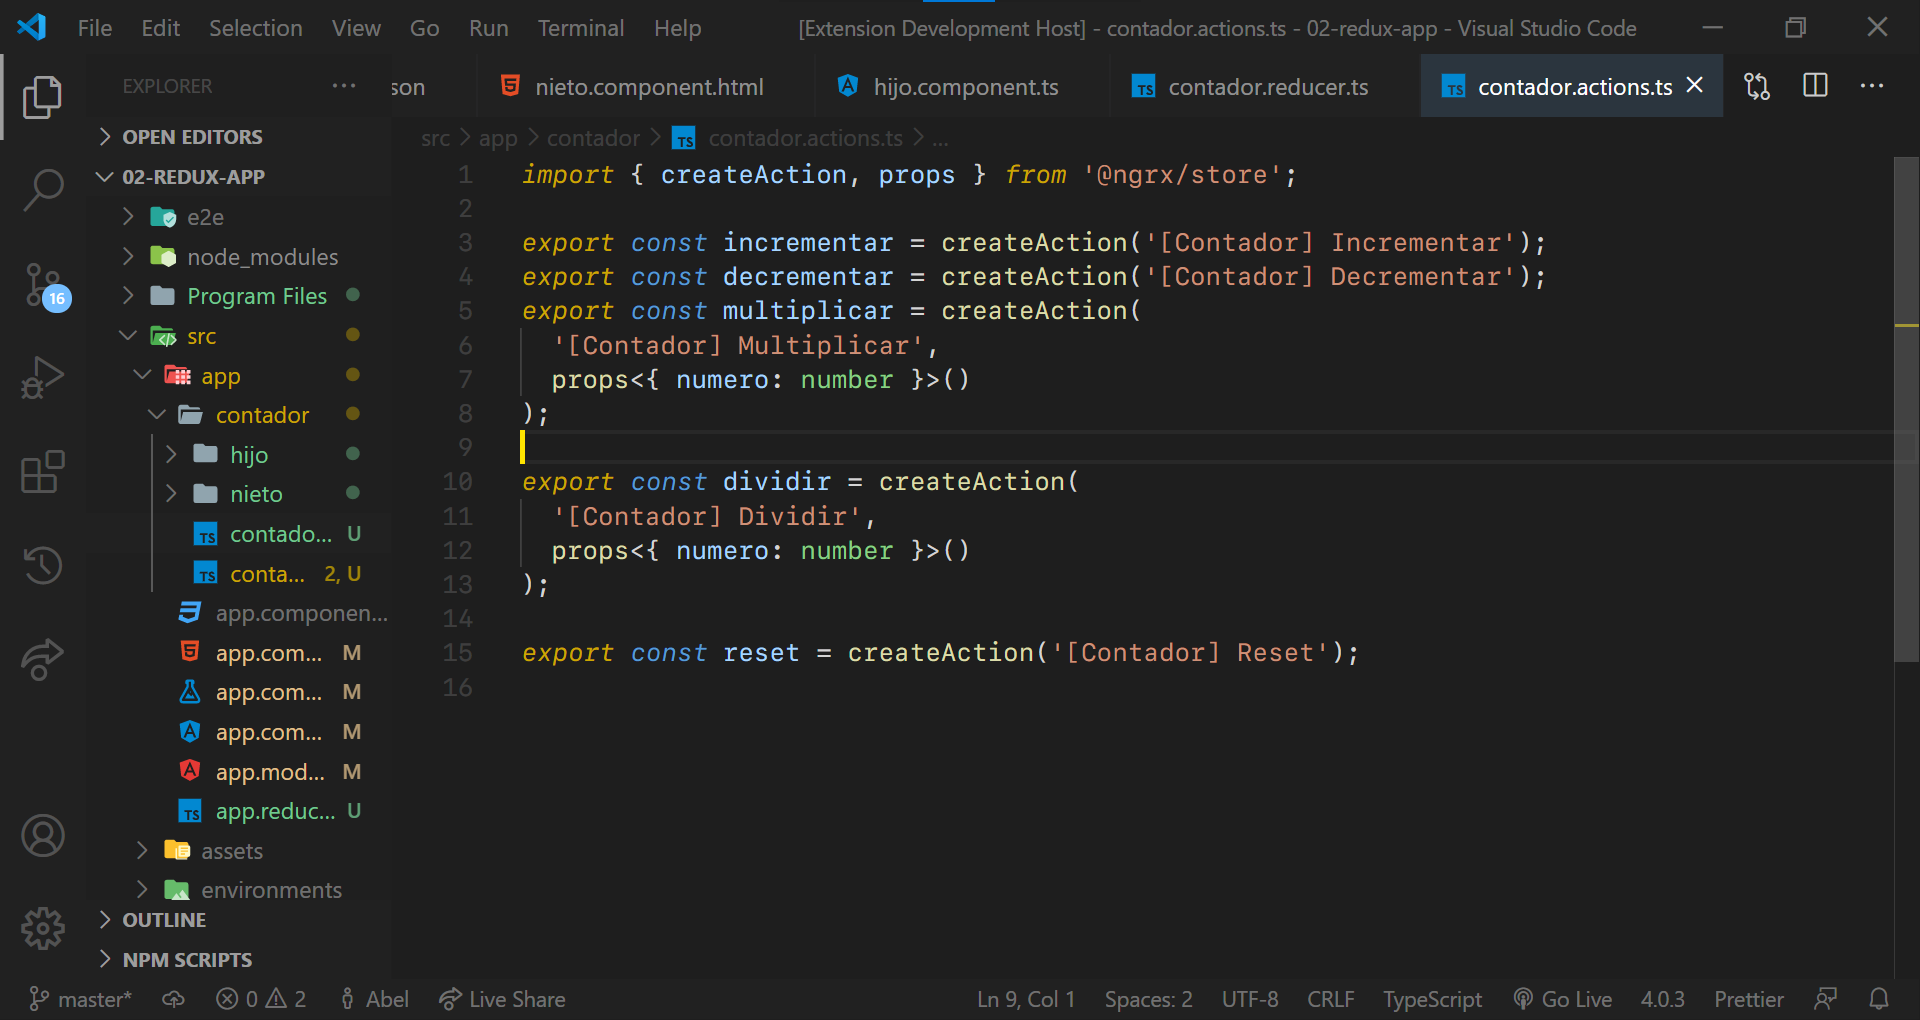 File Edit Selection View Go Run Terminal Help [Extension Development Host] - contador.actions.ts - 02-redux-app - Visual Studio Code
EXPLORER
son nieto.component.html hijo.component.ts TS contador.reducer.ts TS contador.actions.ts
OPEN EDITORS
02-REDUX-APP
e2e
node_modules
Program Files
src
app
contador
hijo
nieto
TS contado... U
TS conta... 2, U
app.componen...
app.com... M
app.com... M
app.com... M
app.mod... M
TS app.reduc... U
assets
environments
OUTLINE
NPM SCRIPTS
16
src > app > contador > TS contador.actions.ts > ...
1 import { createAction, props } from '@ngrx/store';
2
3 export const incrementar = createAction('[Contador] Incrementar');
4 export const decrementar = createAction('[Contador] Decrementar');
5 export const multiplicar = createAction(
6 '[Contador] Multiplicar',
7 props<{ numero: number }>()
8 );
9
10 export const dividir = createAction(
11 '[Contador] Dividir',
12 props<{ numero: number }>()
13 );
14
15 export const reset = createAction('[Contador] Reset');
16
master* 0 2 Abel Live Share Ln 9, Col 1 Spaces: 2 UTF-8 CRLF TypeScript Go Live 4.0.3 Prettier